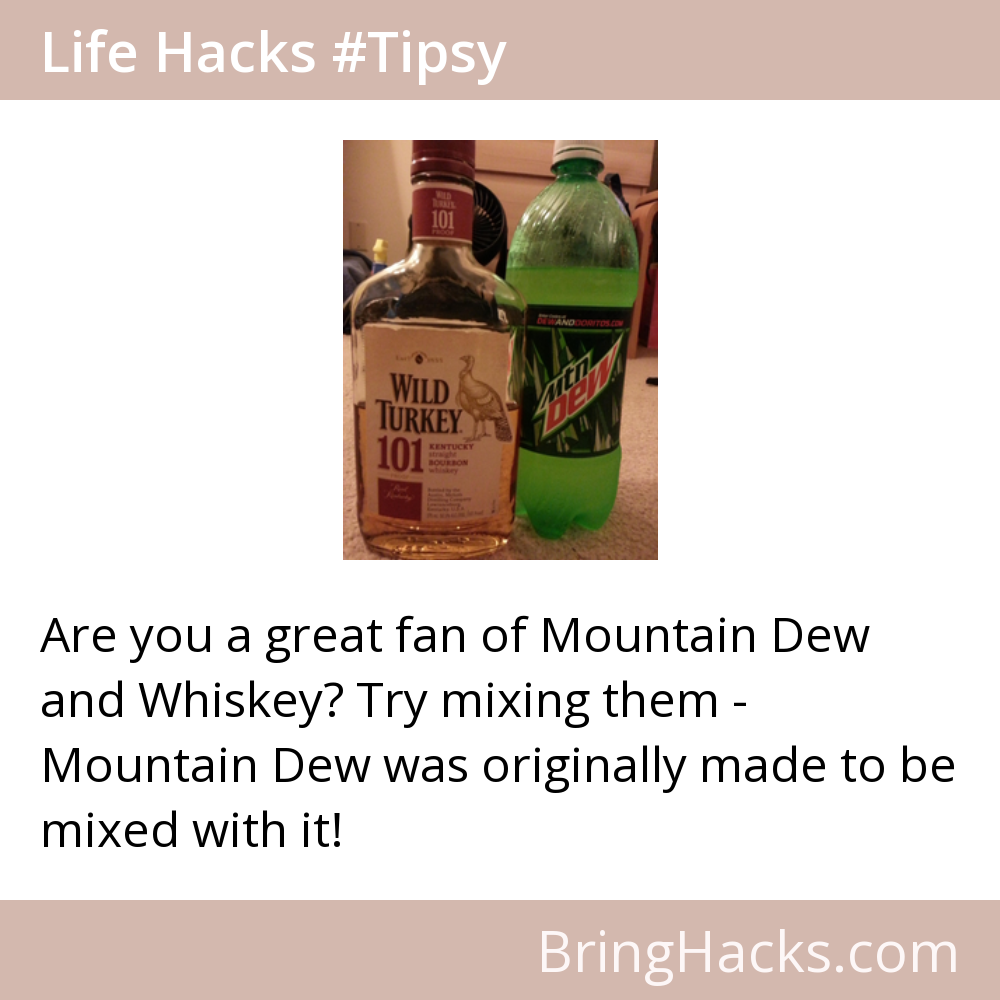 Life Hacks #Tipsy
WILD
TURKEY
101
PROOF
WILD
TURKEY
101
KENTUCKY
straight
BOURBON
whiskey
DEWANDDORITOS.COM
Mtn
DEW
Are you a great fan of Mountain Dew
and Whiskey? Try mixing them -
Mountain Dew was originally made to be
mixed with it!
BringHacks.com